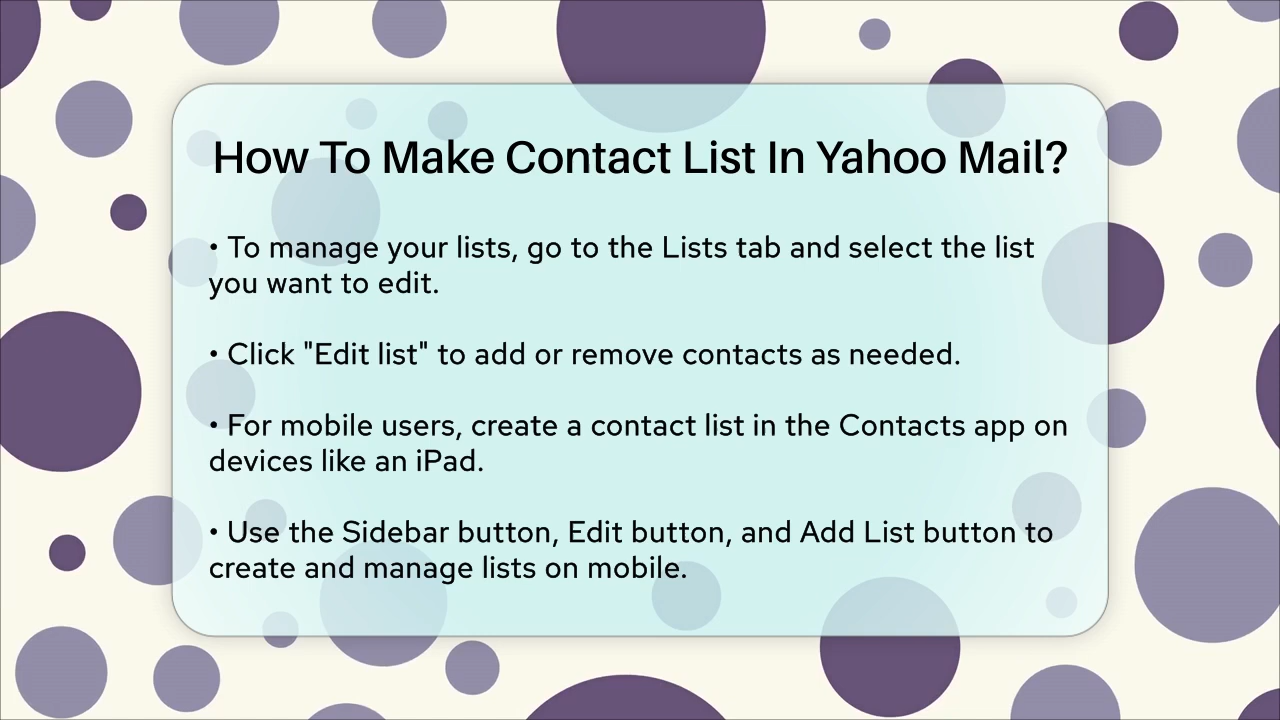 How To Make Contact List In Yahoo Mail?
• To manage your lists, go to the Lists tab and select the list
you want to edit.
• Click "Edit list" to add or remove contacts as needed.
• For mobile users, create a contact list in the Contacts app on
devices like an iPad.
• Use the Sidebar button, Edit button, and Add List button to
create and manage lists on mobile.